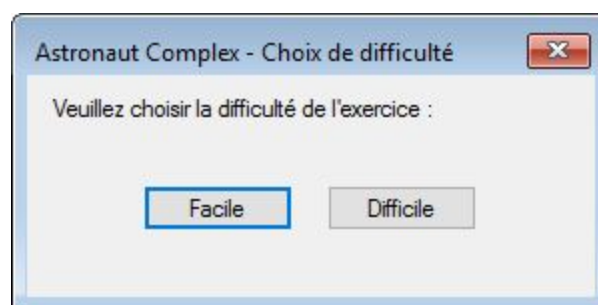 Astronaut Complex - Choix de difficulté
Veuillez choisir la difficulté de l'exercice :
Facile Difficile